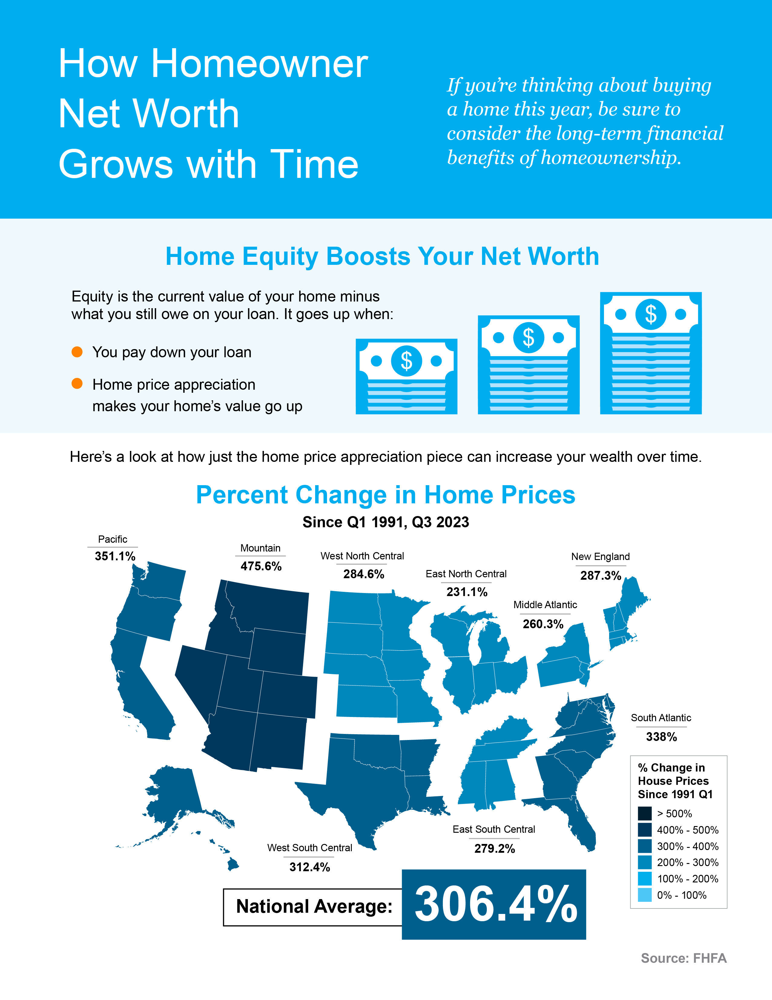 How Homeowner
Net Worth
Grows with Time
If you’re thinking about buying
a home this year, be sure to
consider the long-term financial
benefits of homeownership.
Home Equity Boosts Your Net Worth
Equity is the current value of your home minus
what you still owe on your loan. It goes up when:
You pay down your loan
Home price appreciation
makes your home’s value go up
$
$
$
Here’s a look at how just the home price appreciation piece can increase your wealth over time.
Percent Change in Home Prices
Since Q1 1991, Q3 2023
Pacific
351.1%
Mountain
475.6%
West North Central
284.6%
East North Central
231.1%
Middle Atlantic
260.3%
New England
287.3%
South Atlantic
338%
East South Central
279.2%
West South Central
312.4%
% Change in
House Prices
Since 1991 Q1
> 500%
400% - 500%
300% - 400%
200% - 300%
100% - 200%
0% - 100%
National Average:
306.4%
Source: FHFA